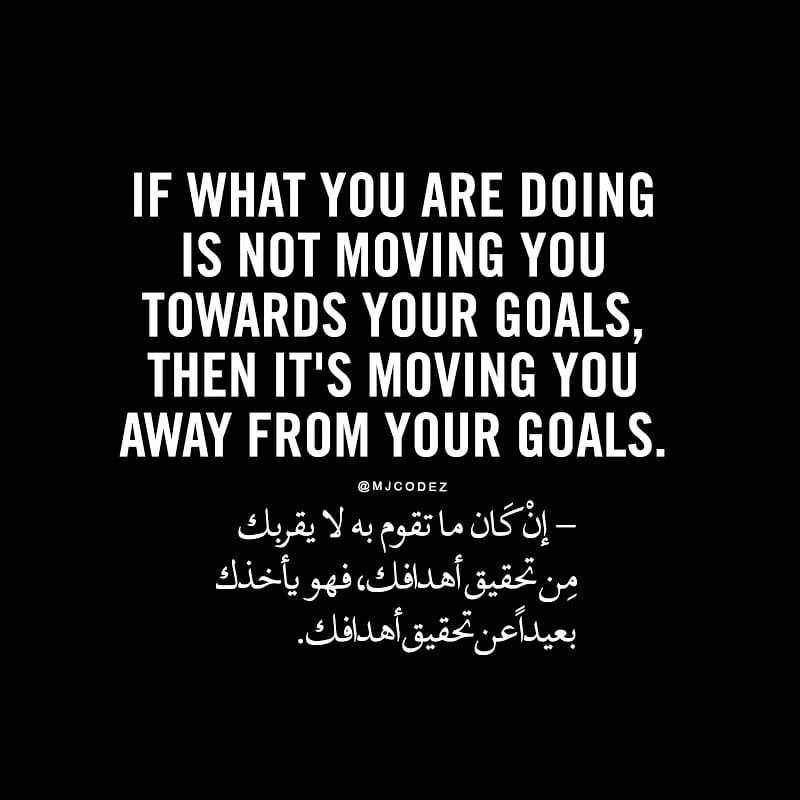 IF WHAT YOU ARE DOING
IS NOT MOVING YOU
TOWARDS YOUR GOALS,
THEN IT'S MOVING YOU
AWAY FROM YOUR GOALS.
@MJCODEZ
– إنْ كَان ما تقوم به لا يقربك
مِن تحقيق أهدافك، فهو يأخذك
بعيداً عن تحقيق أهدافك.